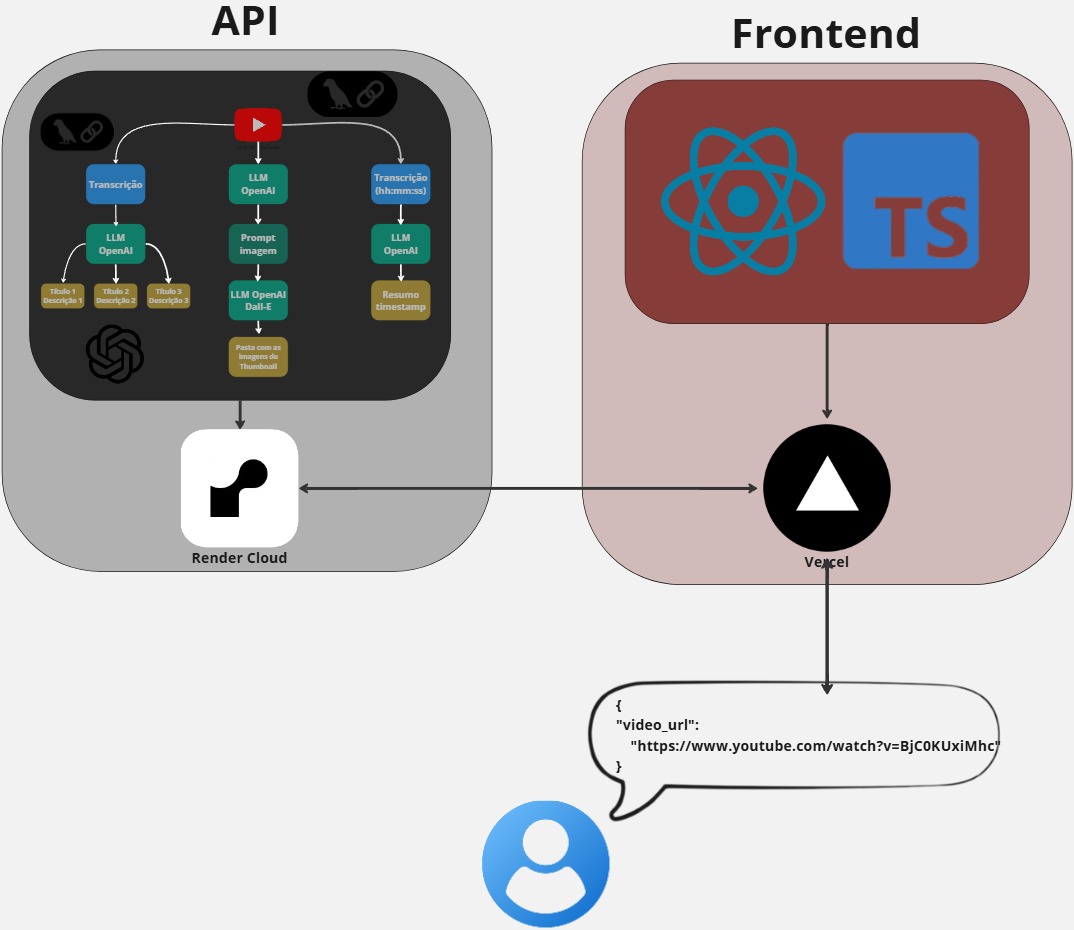 API
Frontend
Transcrição
LLM
OpenAI
Transcrição
(hh:mm:ss)
LLM
OpenAI
Prompt
imagem
LLM
OpenAI
Título 1
Descrição 1
Título 2
Descrição 2
Título 3
Descrição 3
LLM OpenAI
Dall-E
Resumo
timestamp
Pasta com as
imagens de
Thumbnail
TS
Render Cloud
Vercel
{
"video_url":
"https://www.youtube.com/watch?v=BjC0KUxiMhc"
}